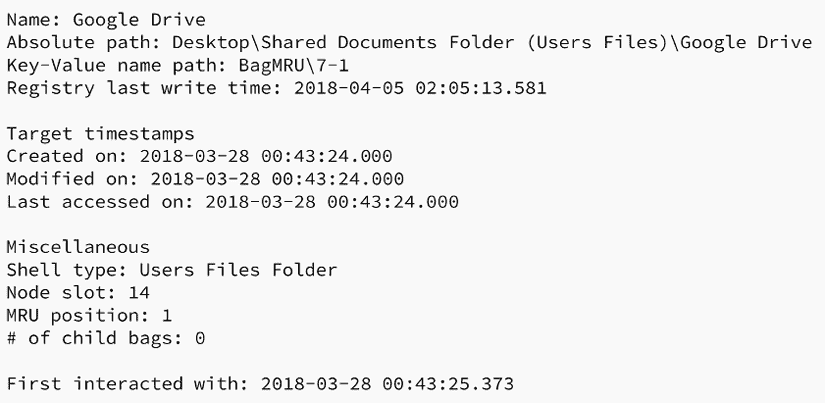 Name: Google Drive
Absolute path: Desktop\Shared Documents Folder (Users Files)\Google Drive
Key-Value name path: BagMRU\7-1
Registry last write time: 2018-04-05 02:05:13.581
Target timestamps
Created on: 2018-03-28 00:43:24.000
Modified on: 2018-03-28 00:43:24.000
Last accessed on: 2018-03-28 00:43:24.000
Miscellaneous
Shell type: Users Files Folder
Node slot: 14
MRU position: 1
# of child bags: 0
First interacted with: 2018-03-28 00:43:25.373